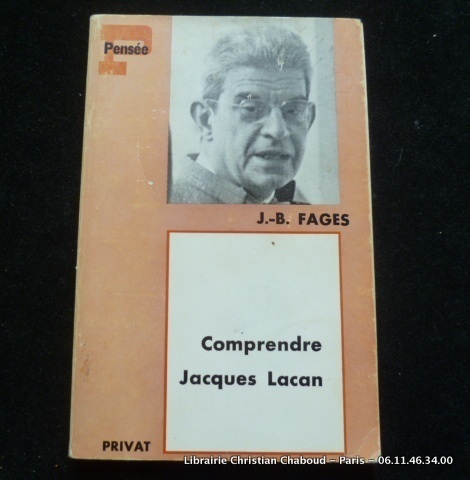 Pensée
J.-B. FAGES
Comprendre
Jacques Lacan
PRIVAT
Librairie Christian Chaboud - Paris - 06.11.46.34.00